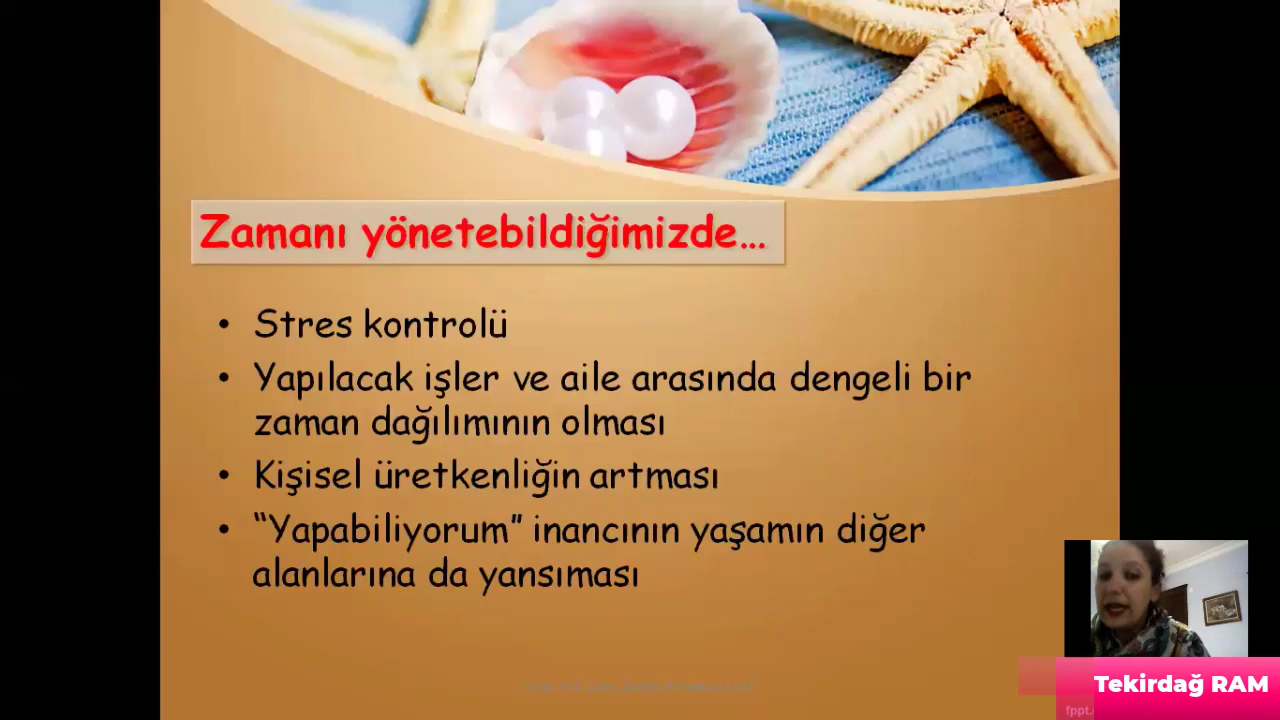 Zamanı yönetebildiğimizde...
• Stres kontrolü
• Yapılacak işler ve aile arasında dengeli bir
zaman dağılımının olması
• Kişisel üretkenliğin artması
• “Yapabiliyorum” inancının yaşamın diğer
alanlarına da yansıması
Tekirdağ RAM
fppt.